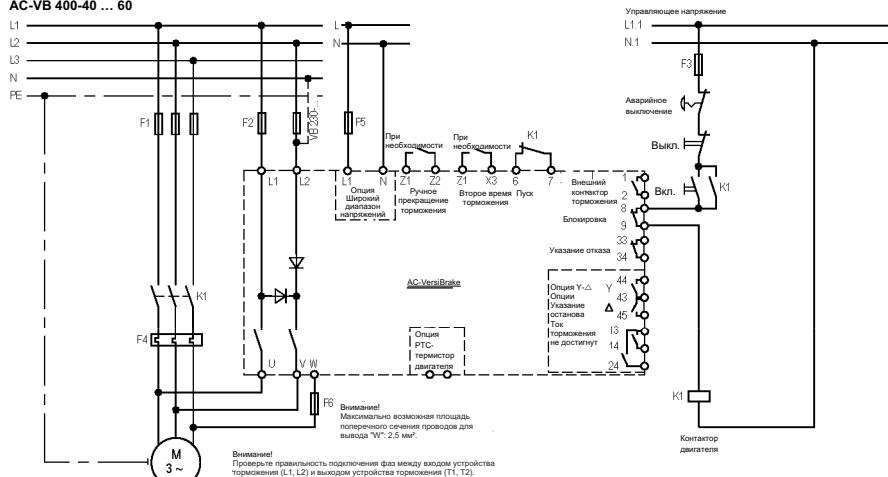 AC-VB 400-40 ... 60
Управляющее напряжение
L1
L
L1.1
L2
N
N.1
L3
N
F3
PE
VB 230-...
F1
F2
F5
Аварийное
выключение
При
необходимости
При
необходимости
K1
Выкл.
L1
L2
L1
N
Z1
Z2
Z1
X3
6
7
1
Опция
Широкий
диапазон
напряжений
Ручное
прекращение
торможения
Второе время
торможения
Пуск
Внешний
контактор
торможения
2
Вкл.
K1
8
Блокировка
9
33
Указание отказа
34
AC-VersiBrake
44
Опция Y-△
Y
Опции
43
Указание
останова
△
45
Ток
торможения
не достигнут
13
14
24
K1
F4
Опция
PTC-
термистор
двигателя
U
V
W
F6
K1
Внимание!
Максимально возможная площадь
поперечного сечения проводов для
вывода "W": 2,5 мм².
Контактор
двигателя
M
3 ~
Внимание!
Проверьте правильность подключения фаз между входом устройства
торможения (L1, L2) и выходом устройства торможения (T1, T2).